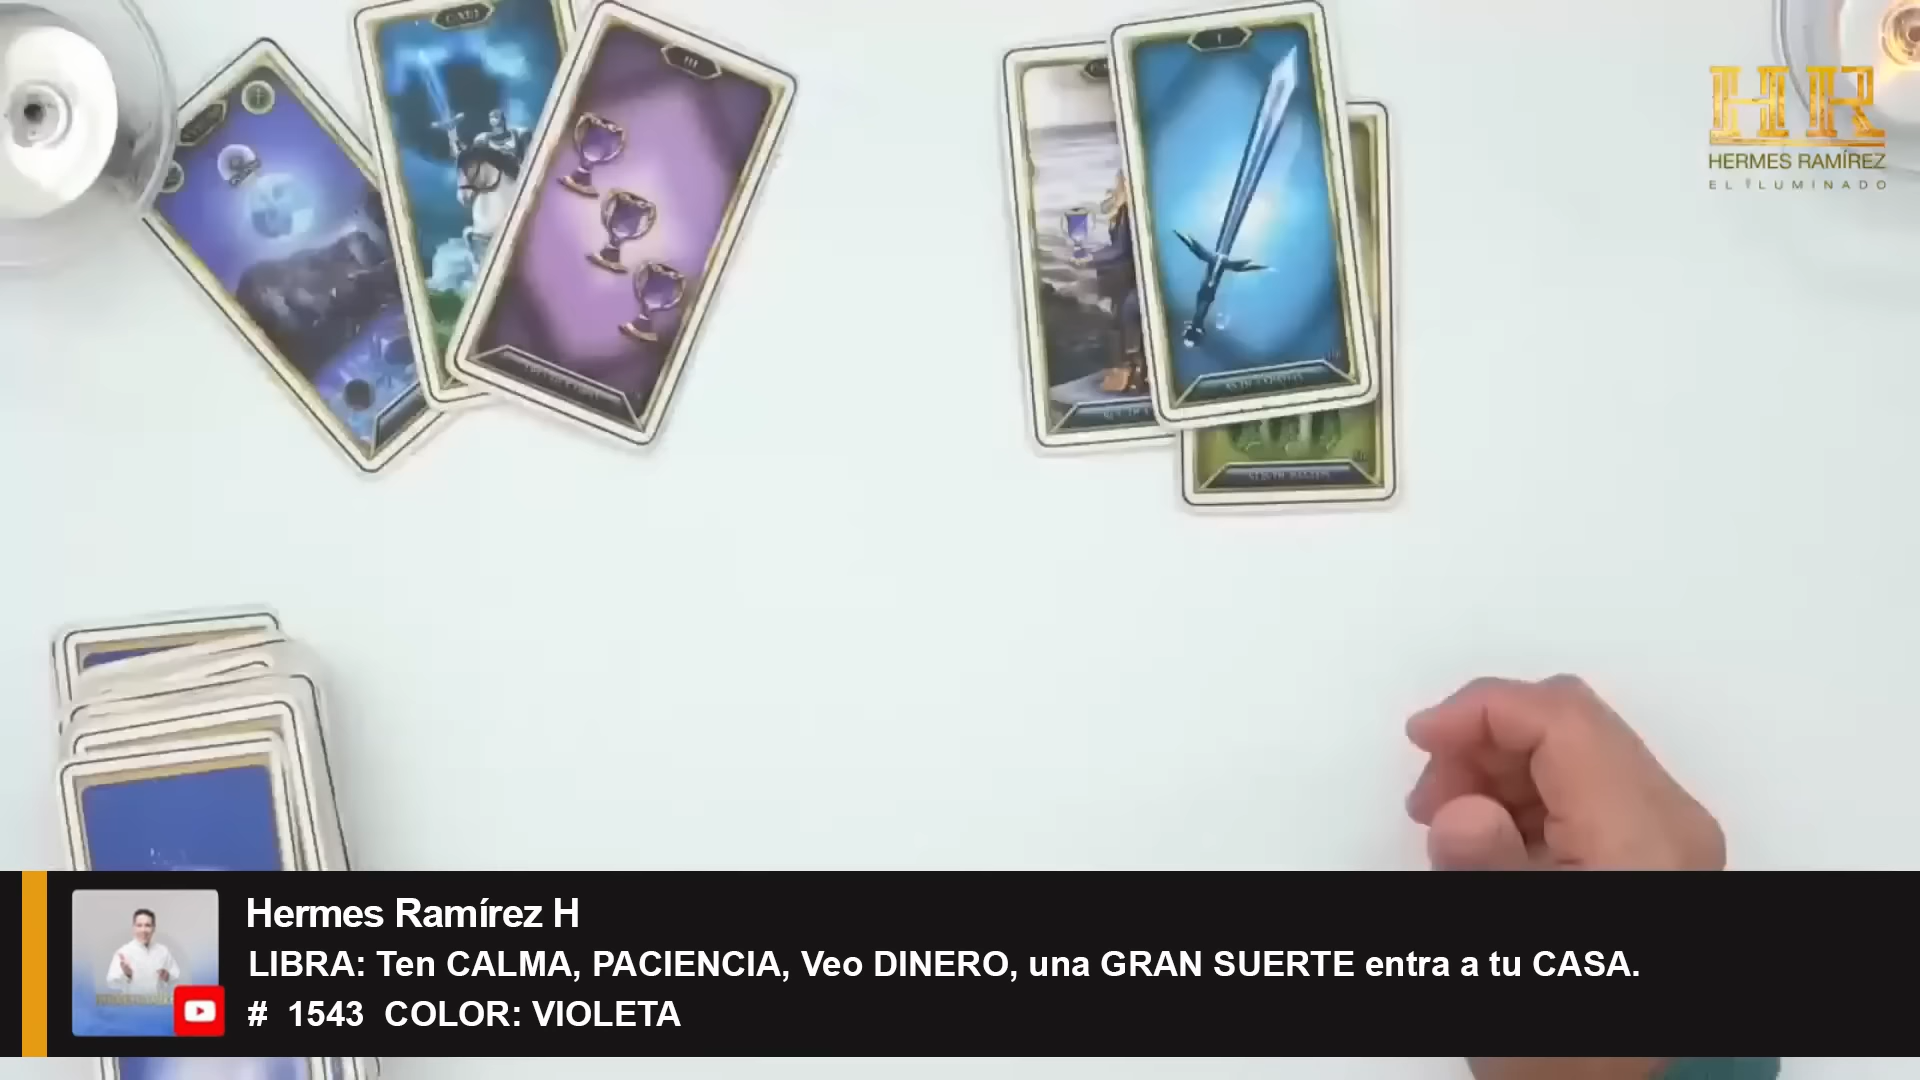 III
I
HR
HERMES RAMÍREZ
EL ILUMINADO
Hermes Ramírez H
LIBRA: Ten CALMA, PACIENCIA, Veo DINERO, una GRAN SUERTE entra a tu CASA.
# 1543 COLOR: VIOLETA